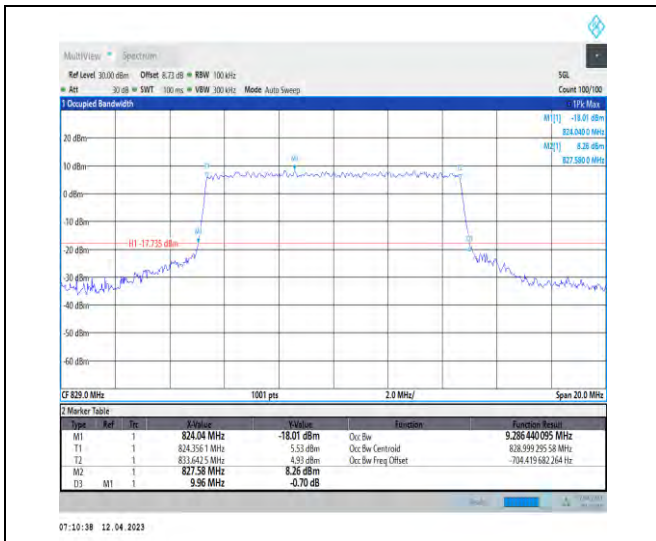 MultiView Spectrum
Ref Level 30.00 dBm Offset 8.73 dB RBW 100 kHz SGL
Att 30 dB SWT 100 ms VBW 300 kHz Mode Auto Sweep Count 100/100
1 Occupied Bandwidth 1Pk Max
M1[1] -18.01 dBm
824.040 0 MHz
M2[1] 8.26 dBm
827.580 0 MHz
20 dBm
10 dBm
0 dBm
-10 dBm
-20 dBm
-30 dBm
-40 dBm
-50 dBm
-60 dBm
H1 -17.735 dBm
CF 829.0 MHz 1001 pts 2.0 MHz/ Span 20.0 MHz
2 Marker Table
Type Ref Trc X-Value Y-Value Function Function Result
M1 1 824.04 MHz -18.01 dBm Occ Bw 9.286 440 095 MHz
T1 1 824.356 1 MHz 5.53 dBm Occ Bw Centroid 828.999 295 58 MHz
T2 1 833.642 5 MHz 4.93 dBm Occ Bw Freq Offset -704.419 682 264 Hz
M2 1 827.58 MHz 8.26 dBm
D3 M1 1 9.96 MHz -0.70 dB
07:10:38 12.04.2023